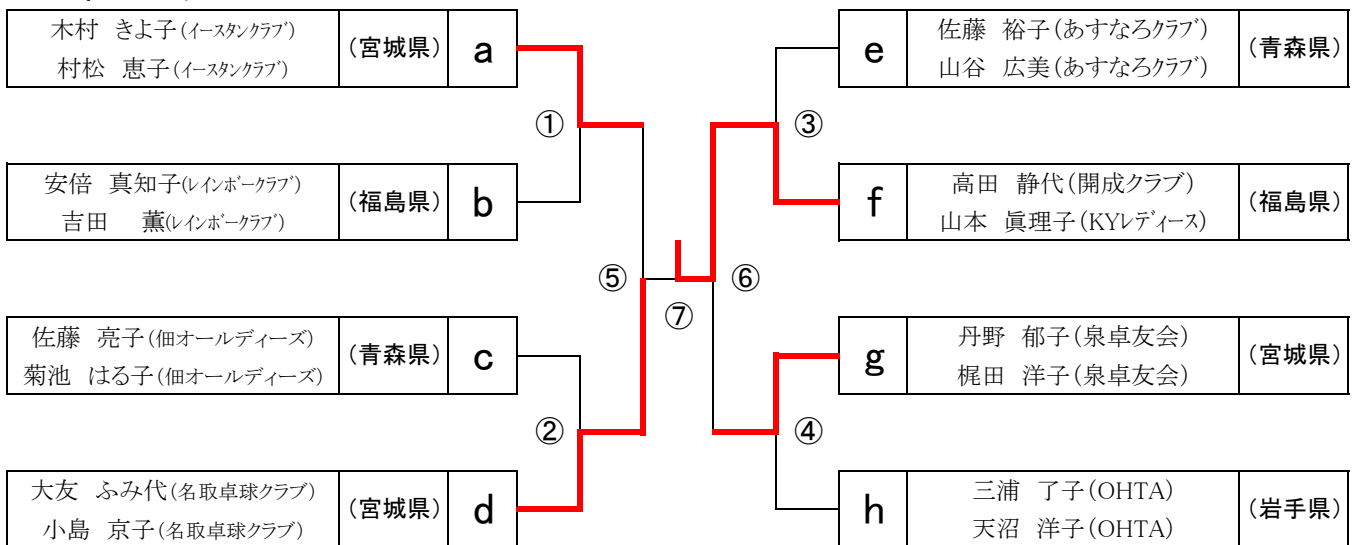 木村 きよ子(イースタンクラブ)
村松 恵子(イースタンクラブ)
(宮城県)
a
①
安倍 真知子(レインボークラブ)
吉田 薫(レインボークラブ)
(福島県)
b
⑤
佐藤 亮子(佃オールディーズ)
菊池 はる子(佃オールディーズ)
(青森県)
c
②
大友 ふみ代(名取卓球クラブ)
小島 京子(名取卓球クラブ)
(宮城県)
d
⑦
e
佐藤 裕子(あすなろクラブ)
山谷 広美(あすなろクラブ)
(青森県)
③
f
高田 静代(開成クラブ)
山本 眞理子(KYレディース)
(福島県)
⑥
g
丹野 郁子(泉卓友会)
梶田 洋子(泉卓友会)
(宮城県)
④
h
三浦 了子(OHTA)
天沼 洋子(OHTA)
(岩手県)